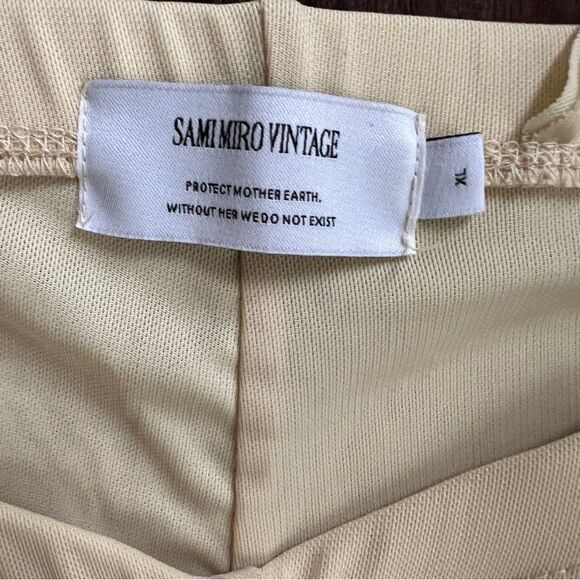 SAMI MIRO VINTAGE
PROTECT MOTHER EARTH.
WITHOUT HER WE DO NOT EXIST
XL